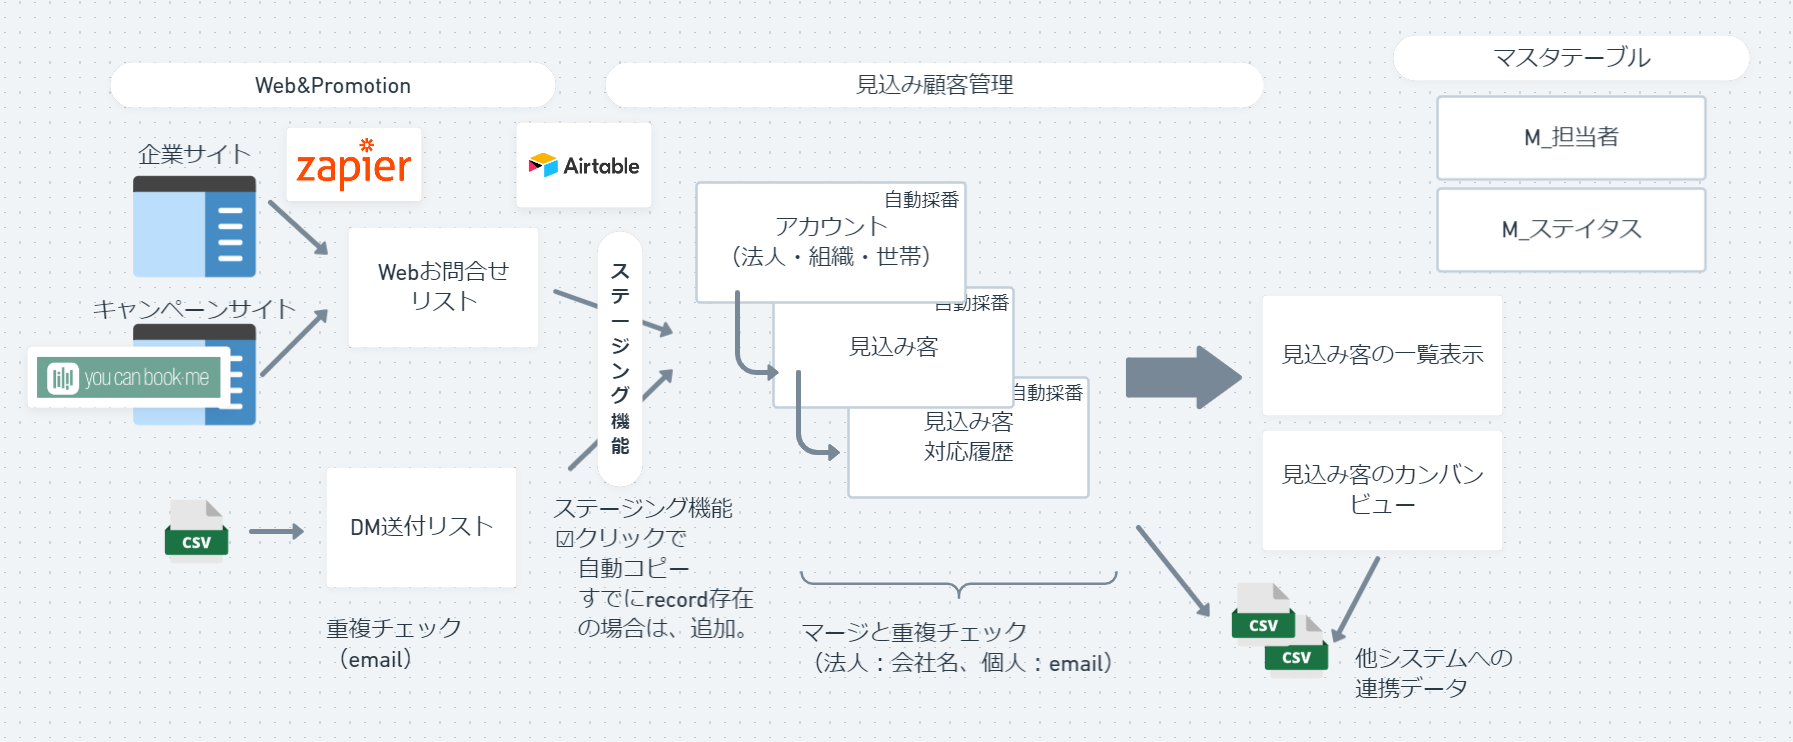 Web&Promotion
企業サイト
zapier
キャンペーンサイト
you can book·me
Webお問合せ
リスト
CSV
DM送付リスト
重複チェック
（email）
見込み顧客管理
Airtable
ステージング機能
ステージング機能
☑クリックで
自動コピー
すでにrecord存在
の場合は、追加。
自動採番
アカウント
（法人・組織・世帯）
自動採番
見込み客
自動採番
見込み客
対応履歴
マージと重複チェック
（法人：会社名、個人：email）
マスタテーブル
M_担当者
M_ステイタス
見込み客の一覧表示
見込み客のカンバン
ビュー
CSV
CSV
他システムへの
連携データ